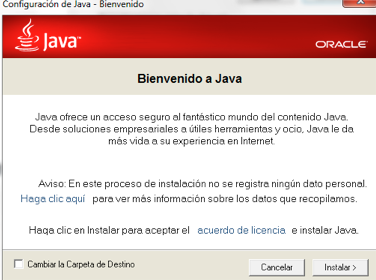 Configuración de Java - Bienvenido
Java™
ORACLE
Bienvenido a Java
Java ofrece un acceso seguro al fantástico mundo del contenido Java.
Desde soluciones empresariales a útiles herramientas y ocio, Java le da
más vida a su experiencia en Internet.
Aviso: En este proceso de instalación no se registra ningún dato personal.
Haga clic aquí para ver más información sobre los datos que recopilamos.
Haga clic en Instalar para aceptar el acuerdo de licencia e instalar Java.
Cambiar la Carpeta de Destino Cancelar Instalar >